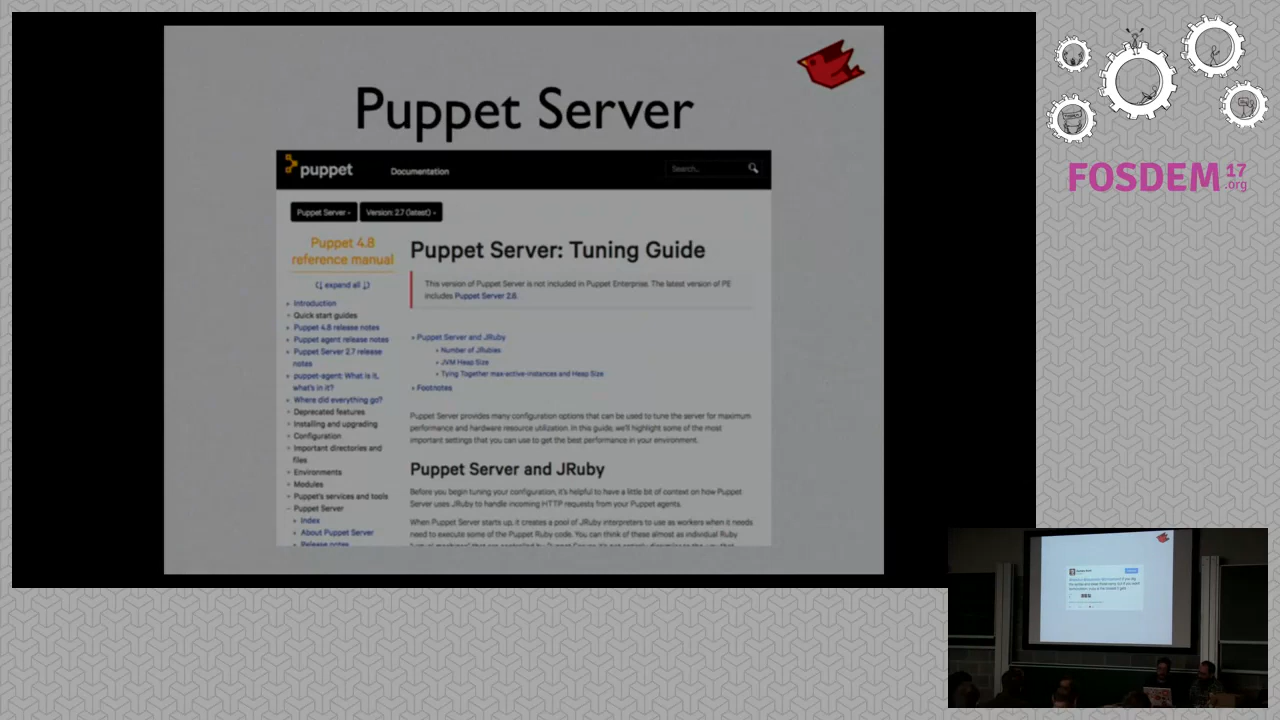 Puppet Server
puppet
Documentation
Search..
Puppet Server
Version: 2.7 (latest)
Puppet 4.8
reference manual
(↓ expand all ↓)
Introduction
Quick start guides
Puppet 4.8 release notes
Puppet agent release notes
Puppet Server 2.7 release
notes
puppet-agent: What is it,
what's in it?
Where did everything go?
Deprecated features
Installing and upgrading
Configuration
Important directories and
files
Environments
Modules
Puppet's services and tools
Puppet Server
Index
About Puppet Server
Release notes
Puppet Server: Tuning Guide
This version of Puppet Server is not included in Puppet Enterprise. The latest version of PE
includes Puppet Server 2.6.
Puppet Server and JRuby
Number of JRubies
JVM Heap Size
Tying Together max-active-instances and Heap Size
Footnotes
Puppet Server provides many configuration options that can be used to tune the server for maximum
performance and hardware resource utilization. In this guide, we'll highlight some of the most
important settings that you can use to get the best performance in your environment.
Puppet Server and JRuby
Before you begin tuning your configuration, it's helpful to have a little bit of context on how Puppet
Server uses JRuby to handle incoming HTTP requests from your Puppet agents.
When Puppet Server starts up, it creates a pool of JRuby interpreters to use as workers when it needs
need to execute some of the Puppet Ruby code. You can think of these almost as individual Ruby
FOSDEM 17
.org